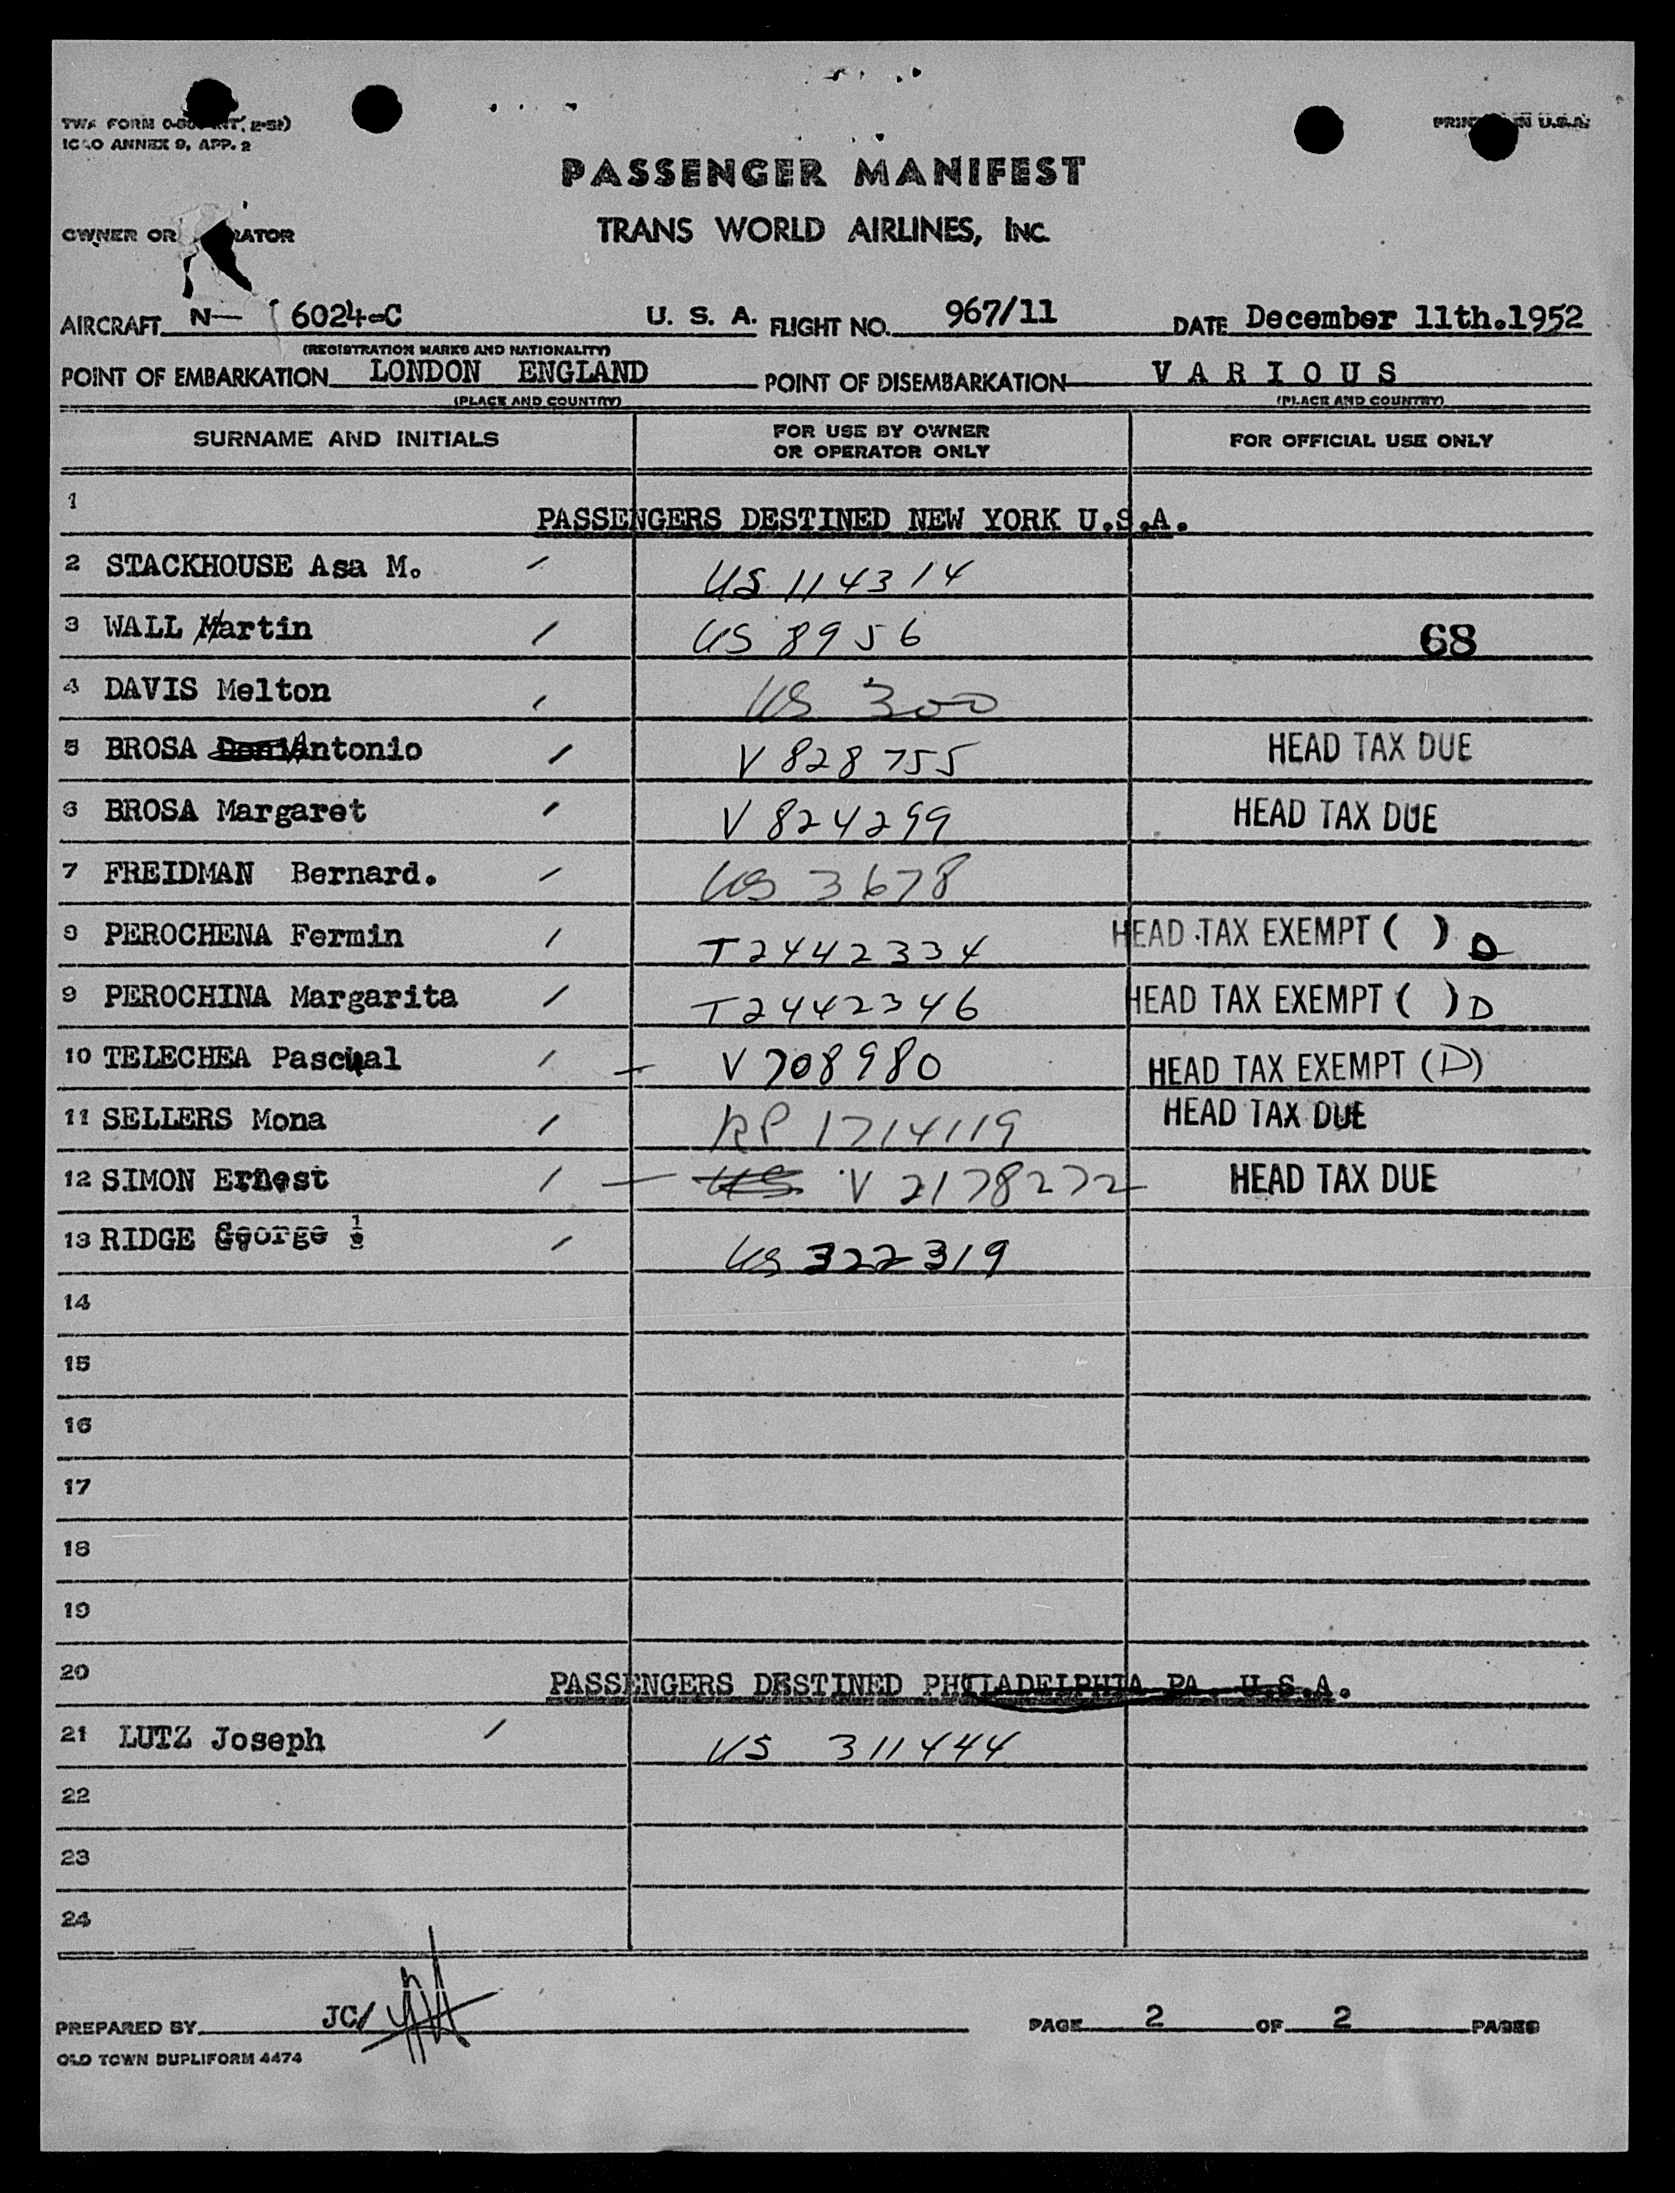 TWA FORM
PRINTED IN U.S.A.
ICAO ANNEX 9, APP. 2
PASSENGER MANIFEST
OWNER OR OPERATOR TRANS WORLD AIRLINES, INC.
AIRCRAFT N— 6024-C U. S. A. FLIGHT NO. 967/11 DATE December 11th.1952
(REGISTRATION MARKS AND NATIONALITY)
POINT OF EMBARKATION LONDON ENGLAND POINT OF DISEMBARKATION V A R I O U S
(PLACE AND COUNTRY) (PLACE AND COUNTRY)
SURNAME AND INITIALS FOR USE BY OWNER OR OPERATOR ONLY FOR OFFICIAL USE ONLY
1 PASSENGERS DESTINED NEW YORK U.S.A.
2 STACKHOUSE Asa M. / US 114314
3 WALL Martin / US 8956 68
4 DAVIS Melton / US 300
5 BROSA Antonio / V 828755 HEAD TAX DUE
6 BROSA Margaret / V 824299 HEAD TAX DUE
7 FREIDMAN Bernard. / US 3678
8 PEROCHENA Fermin / T2442334 HEAD TAX EXEMPT ( ) D
9 PEROCHINA Margarita / T2442346 HEAD TAX EXEMPT ( ) D
10 TELECHEA Pascual / — V 708980 HEAD TAX EXEMPT (D)
11 SELLERS Mona / RP 1714119 HEAD TAX DUE
12 SIMON Ernest / — US V 2178272 HEAD TAX DUE
13 RIDGE George / US 322319
14
15
16
17
18
19
20 PASSENGERS DESTINED PHILADELPHIA PA. U.S.A.
21 LUTZ Joseph / US 311444
22
23
24
PREPARED BY JC/ PAGE 2 OF 2 PAGES
OLD TOWN DUPLIFORM 4474